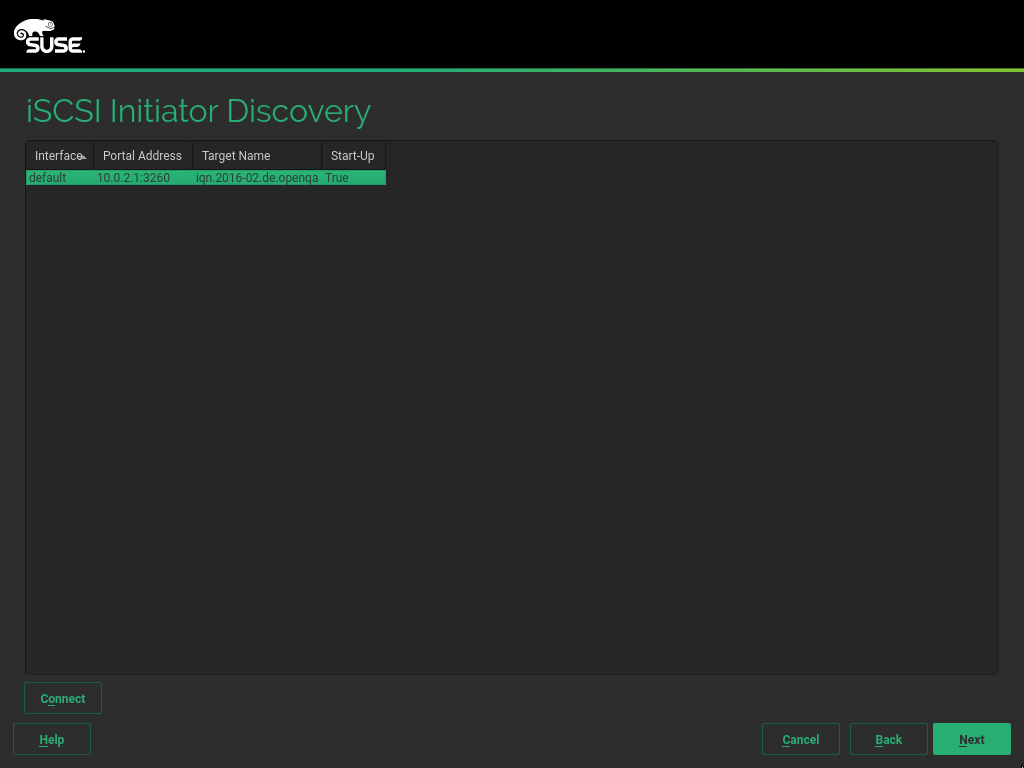 SUSE.
iSCSI Initiator Discovery
Interface Portal Address Target Name Start-Up
default 10.0.2.1:3260 iqn.2016-02.de.openqa True
Connect
Help Cancel Back Next